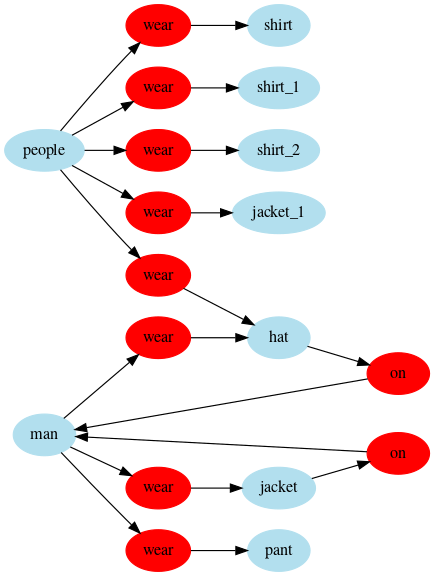 wear
shirt
wear
shirt_1
people
wear
shirt_2
wear
jacket_1
wear
wear
hat
on
man
on
wear
jacket
wear
pant